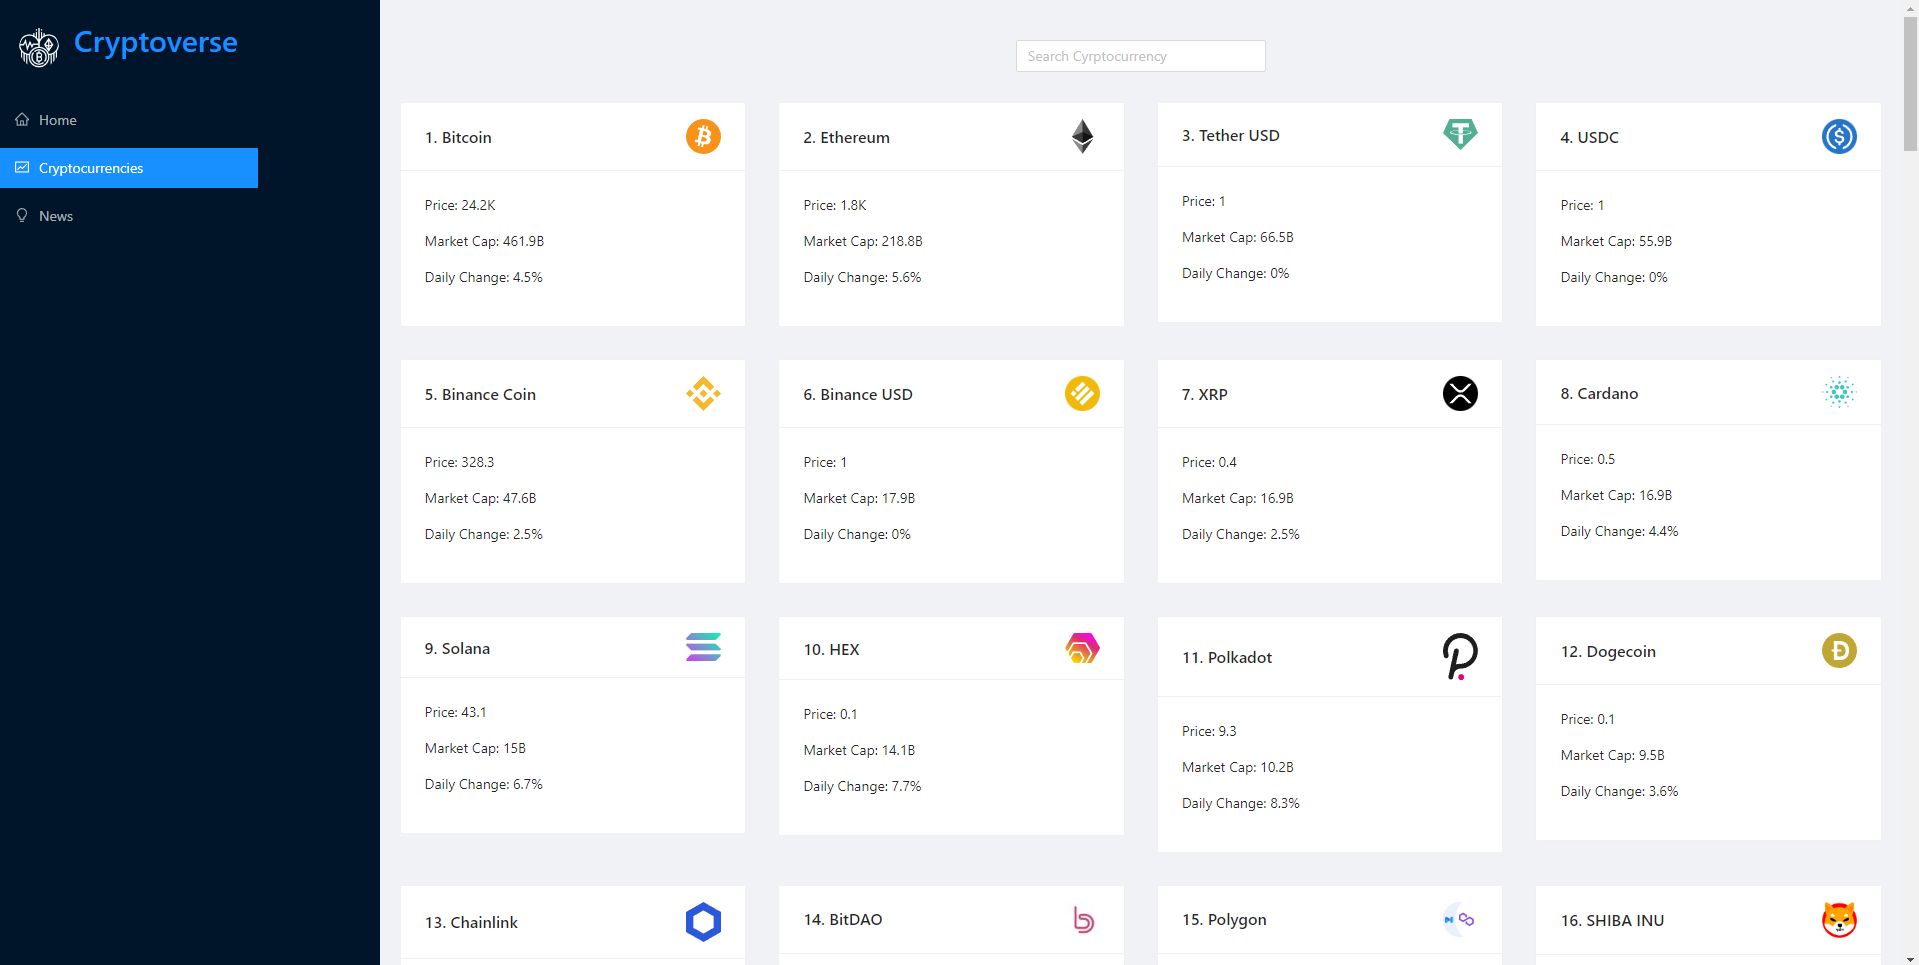 Cryptoverse
Home
Cryptocurrencies
News
Search Cyrptocurrency
1. Bitcoin
Price: 24.2K
Market Cap: 461.9B
Daily Change: 4.5%
2. Ethereum
Price: 1.8K
Market Cap: 218.8B
Daily Change: 5.6%
3. Tether USD
Price: 1
Market Cap: 66.5B
Daily Change: 0%
4. USDC
Price: 1
Market Cap: 55.9B
Daily Change: 0%
5. Binance Coin
Price: 328.3
Market Cap: 47.6B
Daily Change: 2.5%
6. Binance USD
Price: 1
Market Cap: 17.9B
Daily Change: 0%
7. XRP
Price: 0.4
Market Cap: 16.9B
Daily Change: 2.5%
8. Cardano
Price: 0.5
Market Cap: 16.9B
Daily Change: 4.4%
9. Solana
Price: 43.1
Market Cap: 15B
Daily Change: 6.7%
10. HEX
Price: 0.1
Market Cap: 14.1B
Daily Change: 7.7%
11. Polkadot
Price: 9.3
Market Cap: 10.2B
Daily Change: 8.3%
12. Dogecoin
Price: 0.1
Market Cap: 9.5B
Daily Change: 3.6%
13. Chainlink
14. BitDAO
15. Polygon
16. SHIBA INU